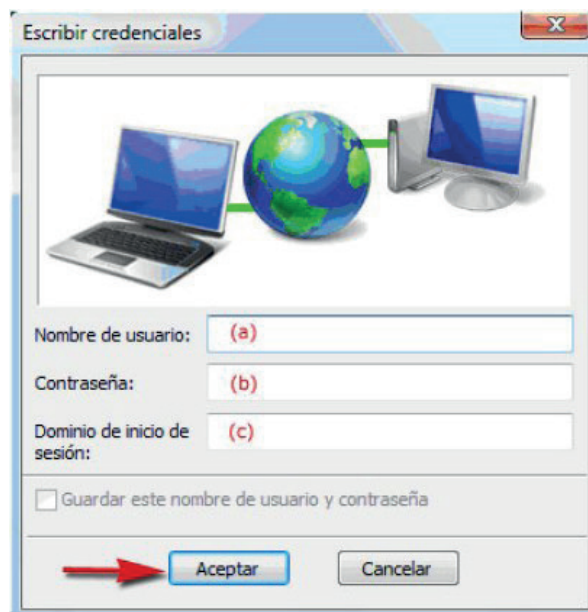 Escribir credenciales
Nombre de usuario: (a)
Contraseña: (b)
Dominio de inicio de (c)
sesión:
Guardar este nombre de usuario y contraseña
Aceptar Cancelar